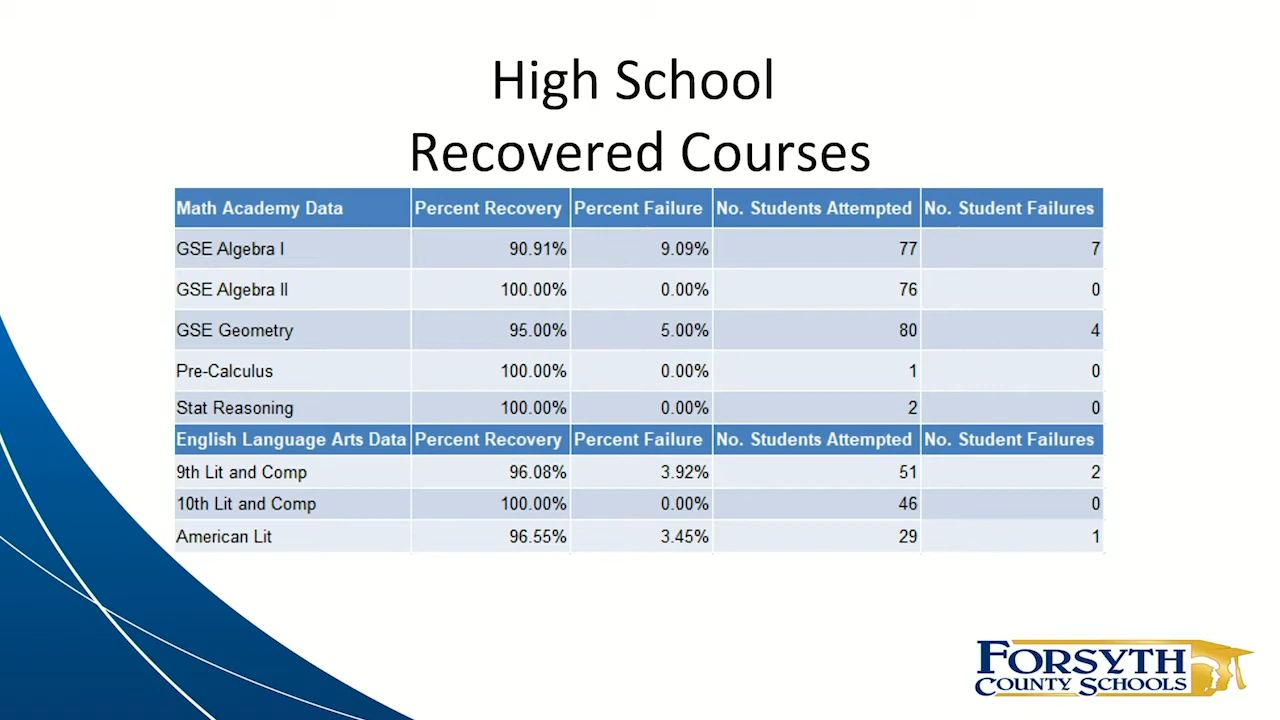 High School
Recovered Courses
Math Academy Data Percent Recovery Percent Failure No. Students Attempted No. Student Failures
GSE Algebra I 90.91% 9.09% 77 7
GSE Algebra II 100.00% 0.00% 76 0
GSE Geometry 95.00% 5.00% 80 4
Pre-Calculus 100.00% 0.00% 1 0
Stat Reasoning 100.00% 0.00% 2 0
English Language Arts Data Percent Recovery Percent Failure No. Students Attempted No. Student Failures
9th Lit and Comp 96.08% 3.92% 51 2
10th Lit and Comp 100.00% 0.00% 46 0
American Lit 96.55% 3.45% 29 1
FORSYTH
COUNTY SCHOOLS